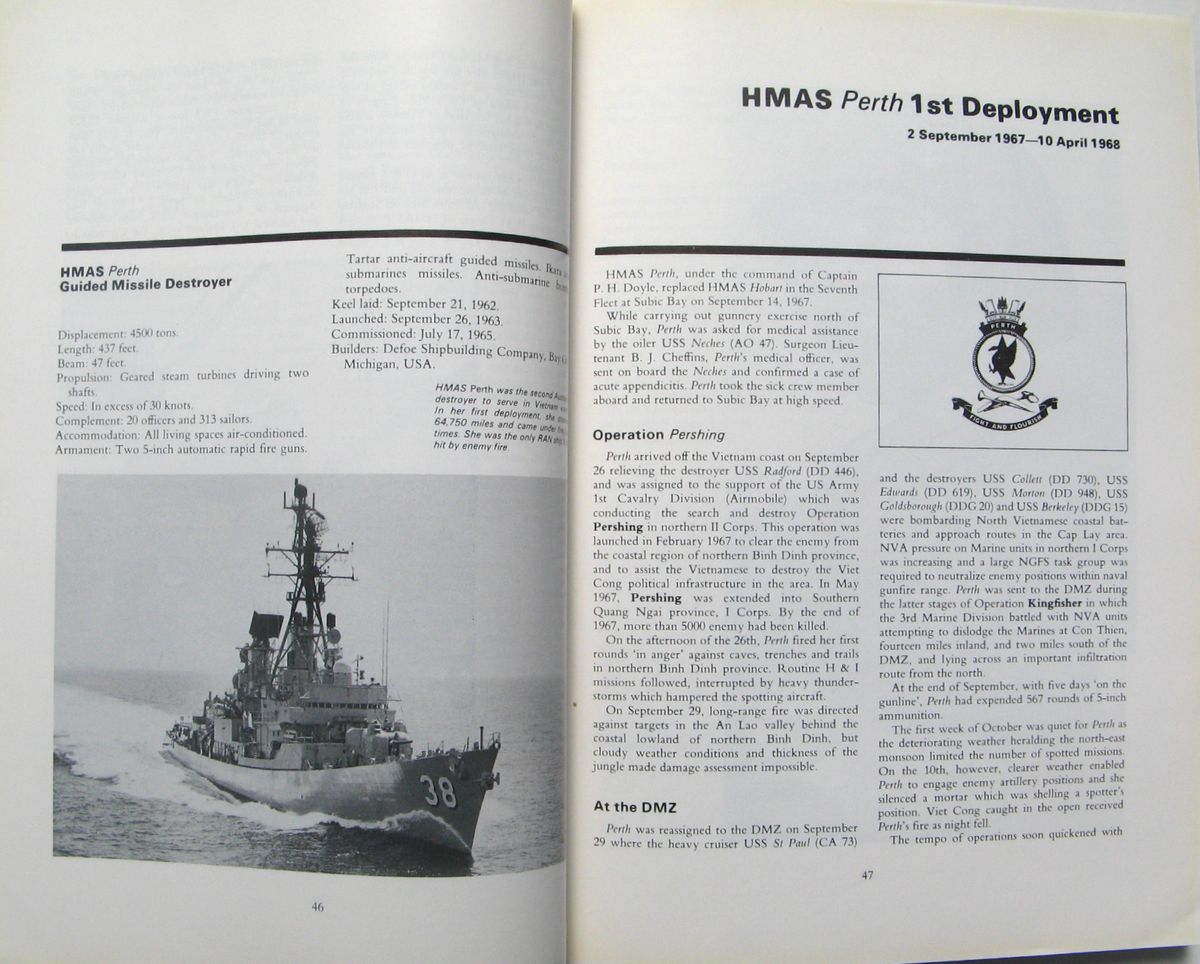 HMAS Perth
Guided Missile Destroyer
Displacement: 4500 tons.
Length: 437 feet.
Beam: 47 feet.
Propulsion: Geared steam turbines driving two
shafts.
Speed: In excess of 30 knots.
Complement: 20 officers and 313 sailors.
Accommodation: All living spaces air-conditioned.
Armament: Two 5-inch automatic rapid fire guns.
Tartar anti-aircraft guided missiles. Ikara
submarines missiles. Anti-submarine
torpedoes.
Keel laid: September 21, 1962.
Launched: September 26, 1963.
Commissioned: July 17, 1965.
Builders: Defoe Shipbuilding Company, Bay
Michigan, USA.
HMAS Perth was the second
destroyer to serve in Vietnam
In her first deployment, she
64,750 miles and came under
times. She was the only RAN
hit by enemy fire.
38
46
HMAS Perth 1st Deployment
2 September 1967—10 April 1968
HMAS Perth, under the command of Captain
P. H. Doyle, replaced HMAS Hobart in the Seventh
Fleet at Subic Bay on September 14, 1967.
While carrying out gunnery exercise north of
Subic Bay, Perth was asked for medical assistance
by the oiler USS Neches (AO 47). Surgeon Lieu-
tenant B. J. Cheffins, Perth's medical officer, was
sent on board the Neches and confirmed a case of
acute appendicitis. Perth took the sick crew member
aboard and returned to Subic Bay at high speed.
Operation Pershing
Perth arrived off the Vietnam coast on September
26 relieving the destroyer USS Radford (DD 446),
and was assigned to the support of the US Army
1st Cavalry Division (Airmobile) which was
conducting the search and destroy Operation
Pershing in northern II Corps. This operation was
launched in February 1967 to clear the enemy from
the coastal region of northern Binh Dinh province,
and to assist the Vietnamese to destroy the Viet
Cong political infrastructure in the area. In May
1967, Pershing was extended into Southern
Quang Ngai province, I Corps. By the end of
1967, more than 5000 enemy had been killed.
On the afternoon of the 26th, Perth fired her first
rounds 'in anger' against caves, trenches and trails
in northern Binh Dinh province. Routine H & I
missions followed, interrupted by heavy thunder-
storms which hampered the spotting aircraft.
On September 29, long-range fire was directed
against targets in the An Lao valley behind the
coastal lowland of northern Binh Dinh, but
cloudy weather conditions and thickness of the
jungle made damage assessment impossible.
At the DMZ
Perth was reassigned to the DMZ on September
29 where the heavy cruiser USS St Paul (CA 73)
PERTH
FIGHT AND FLOURISH
and the destroyers USS Collett (DD 730), USS
Edwards (DD 619), USS Morton (DD 948), USS
Goldsborough (DDG 20) and USS Berkeley (DDG 15)
were bombarding North Vietnamese coastal bat-
teries and approach routes in the Cap Lay area.
NVA pressure on Marine units in northern I Corps
was increasing and a large NGFS task group was
required to neutralize enemy positions within naval
gunfire range. Perth was sent to the DMZ during
the latter stages of Operation Kingfisher in which
the 3rd Marine Division battled with NVA units
attempting to dislodge the Marines at Con Thien,
fourteen miles inland, and two miles south of the
DMZ, and lying across an important infiltration
route from the north.
At the end of September, with five days 'on the
gunline', Perth had expended 567 rounds of 5-inch
ammunition.
The first week of October was quiet for Perth as
the deteriorating weather heralding the north-east
monsoon limited the number of spotted missions.
On the 10th, however, clearer weather enabled
Perth to engage enemy artillery positions and she
silenced a mortar which was shelling a spotter's
position. Viet Cong caught in the open received
Perth's fire as night fell.
The tempo of operations soon quickened with
47